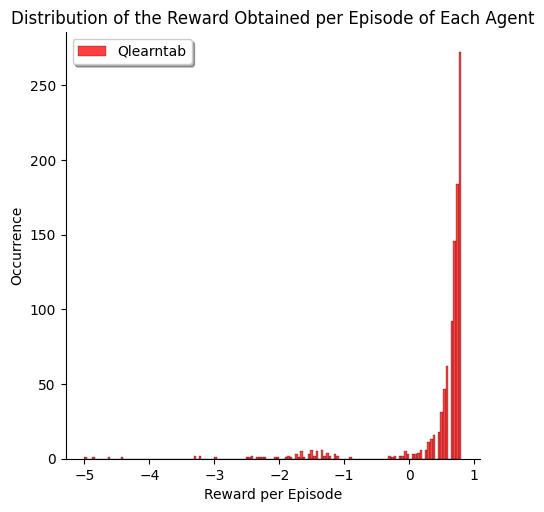 Distribution of the Reward Obtained per Episode of Each Agent
Qlearntab
250
200
150
100
50
0
Occurrence
−5 −4 −3 −2 −1 0 1
Reward per Episode